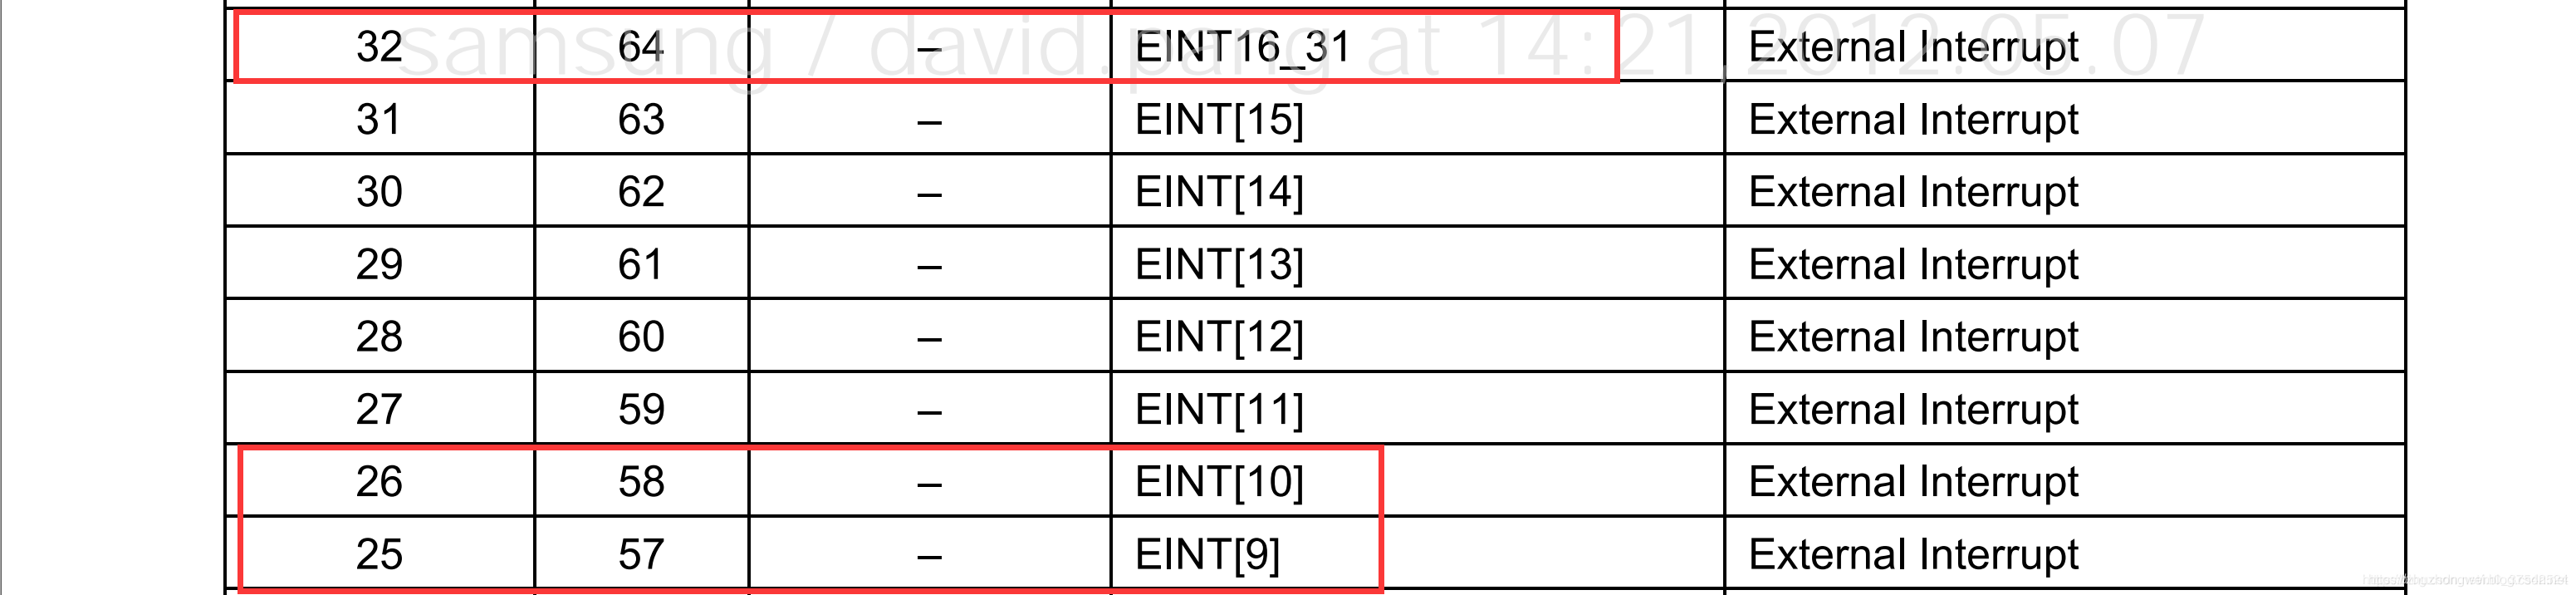 32 64 – EINT16_31 External Interrupt
samsung / david.pang at 14:21,2012.05.07
31 63 – EINT[15] External Interrupt
30 62 – EINT[14] External Interrupt
29 61 – EINT[13] External Interrupt
28 60 – EINT[12] External Interrupt
27 59 – EINT[11] External Interrupt
26 58 – EINT[10] External Interrupt
25 57 – EINT[9] External Interrupt